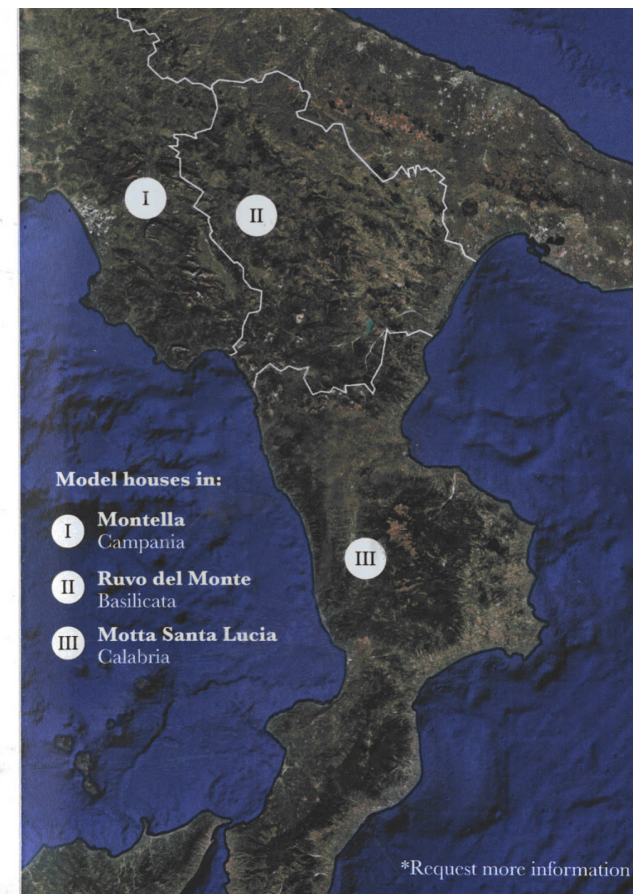 I
II
III
Model houses in:
I Montella
Campania
II Ruvo del Monte
Basilicata
III Motta Santa Lucia
Calabria
*Request more information